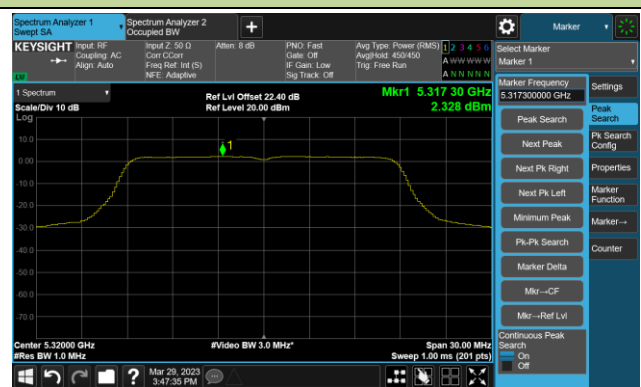 Spectrum Analyzer 1
Swept SA
Spectrum Analyzer 2
Occupied BW
+
Marker
KEYSIGHT
Input: RF
Coupling: AC
Align: Auto
Input Z: 50 Ω
Corr CCorr
Freq Ref: Int (S)
NFE: Adaptive
Atten: 8 dB
PNO: Fast
Gate: Off
IF Gain: Low
Sig Track: Off
Avg Type: Power (RMS)
Avg|Hold: 450/450
Trig: Free Run
1 2 3 4 5 6
A W W W W W
A N N N N N
LXI
Select Marker
Marker 1
1 Spectrum
Scale/Div 10 dB
Log
Ref Lvl Offset 22.40 dB
Ref Level 20.00 dBm
Mkr1 5.317 30 GHz
2.328 dBm
1
10.0
0.00
-10.0
-20.0
-30.0
-40.0
-50.0
-60.0
-70.0
Center 5.32000 GHz
#Res BW 1.0 MHz
#Video BW 3.0 MHz*
Span 30.00 MHz
Sweep 1.00 ms (201 pts)
Marker Frequency
5.317300000 GHz
Peak Search
Next Peak
Next Pk Right
Next Pk Left
Minimum Peak
Pk-Pk Search
Marker Delta
Mkr→CF
Mkr→Ref Lvl
Continuous Peak
Search
On
Off
Settings
Peak
Search
Pk Search
Config
Properties
Marker
Function
Marker→
Counter
?
Mar 29, 2023
3:47:35 PM